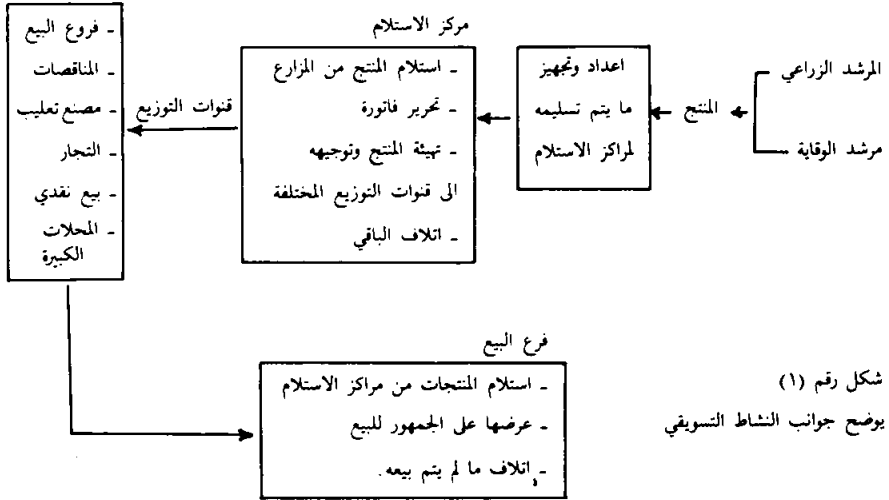 المرشد الزراعي
مرشد الوقاية
المنتج
اعداد وتجهيز
ما يتم تسليمه
لمراكز الاستلام
مركز الاستلام
ـ استلام المنتج من المزارع
ـ تحرير فاتورة
ـ تهيئة المنتج وتوجيهه
الى قنوات التوزيع المختلفة
ـ اتلاف الباقي
قنوات التوزيع
ـ فروع البيع
ـ المناقصات
ـ مصنع تعليب
ـ التجار
ـ بيع نقدي
ـ المحلات
الكبيرة
فرع البيع
ـ استلام المنتجات من مراكز الاستلام
ـ عرضها على الجمهور للبيع
ـ اتلاف ما لم يتم بيعه.
شكل رقم (١)
يوضح جوانب النشاط التسويقي